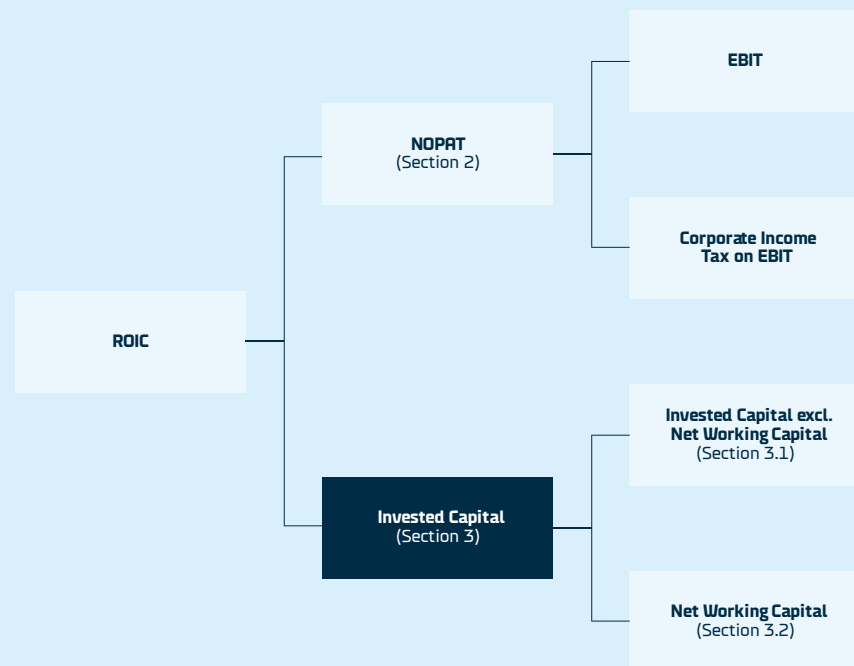 EBIT
NOPAT
(Section 2)
Corporate Income
Tax on EBIT
ROIC
Invested Capital excl.
Net Working Capital
(Section 3.1)
Invested Capital
(Section 3)
Net Working Capital
(Section 3.2)